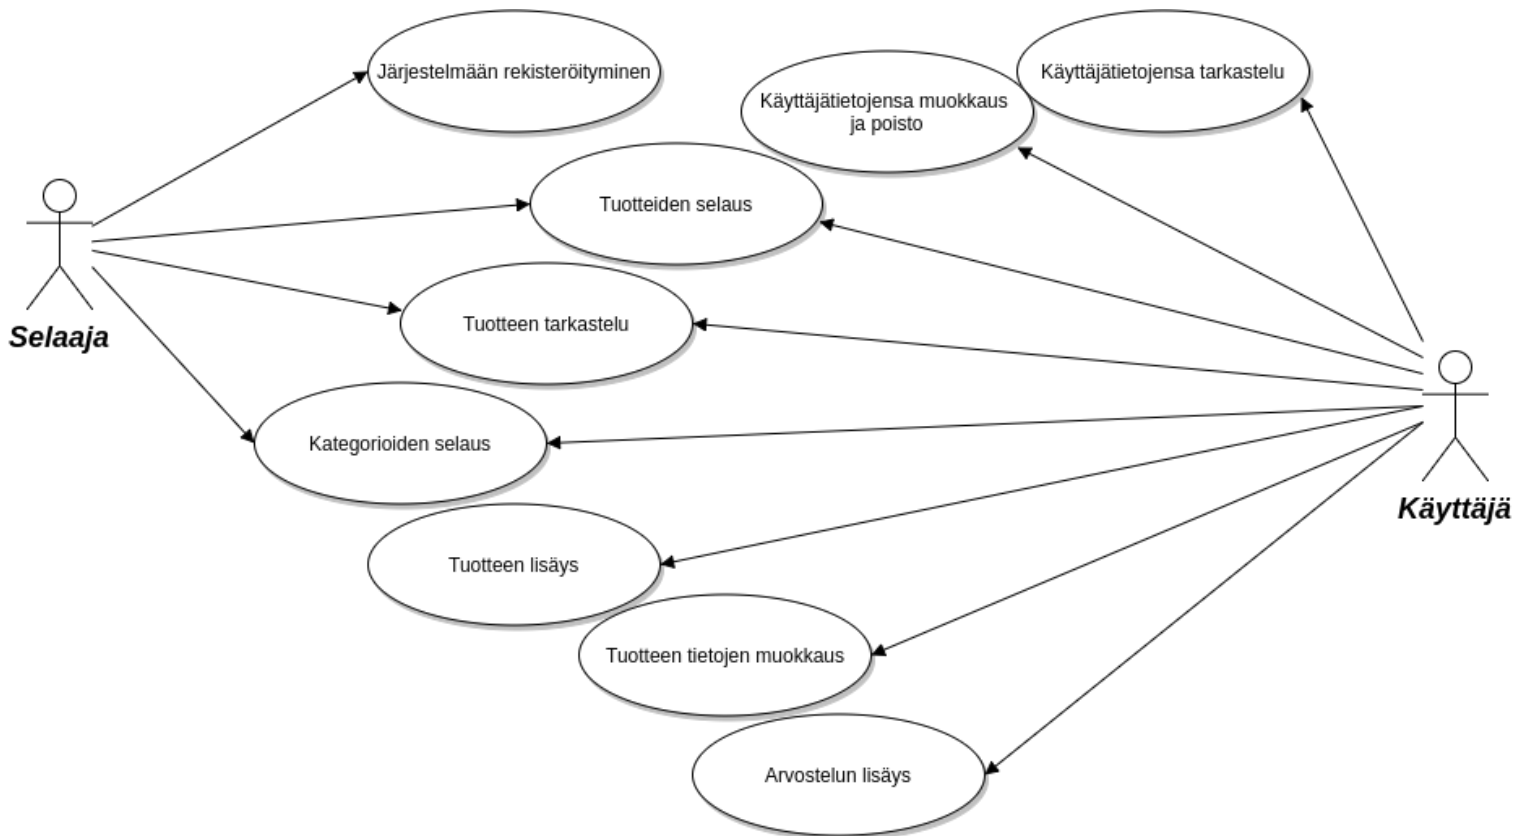 Järjestelmään rekisteröityminen
Käyttäjätietojensa tarkastelu
Käyttäjätietojensa muokkaus
ja poisto
Tuotteiden selaus
Selaaja
Tuotteen tarkastelu
Kategorioiden selaus
Käyttäjä
Tuotteen lisäys
Tuotteen tietojen muokkaus
Arvostelun lisäys